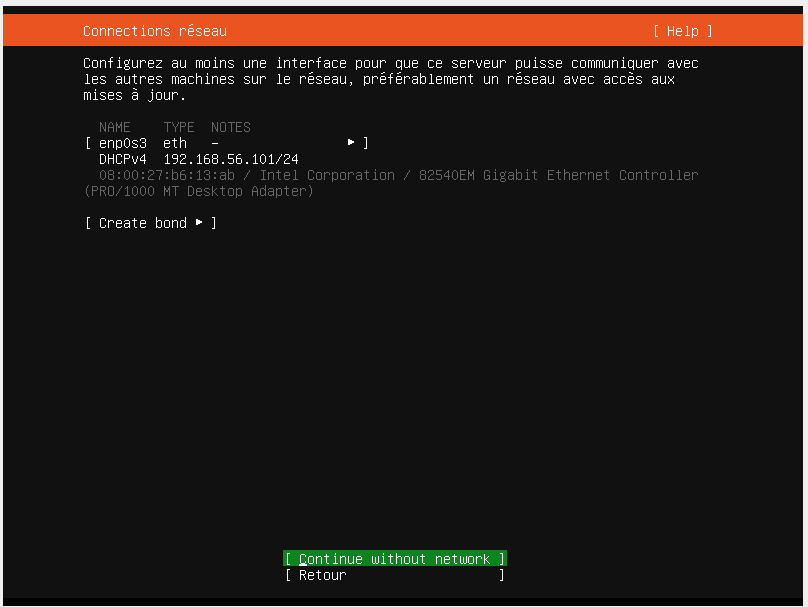 Connections réseau [ Help ]
Configurez au moins une interface pour que ce serveur puisse communiquer avec
les autres machines sur le réseau, préférablement un réseau avec accès aux
mises à jour.
NAME TYPE NOTES
[ enp0s3 eth - ▸ ]
DHCPv4 192.168.56.101/24
08:00:27:b6:13:ab / Intel Corporation / 82540EM Gigabit Ethernet Controller
(PRO/1000 MT Desktop Adapter)
[ Create bond ▸ ]
[ Continue without network ]
[ Retour ]